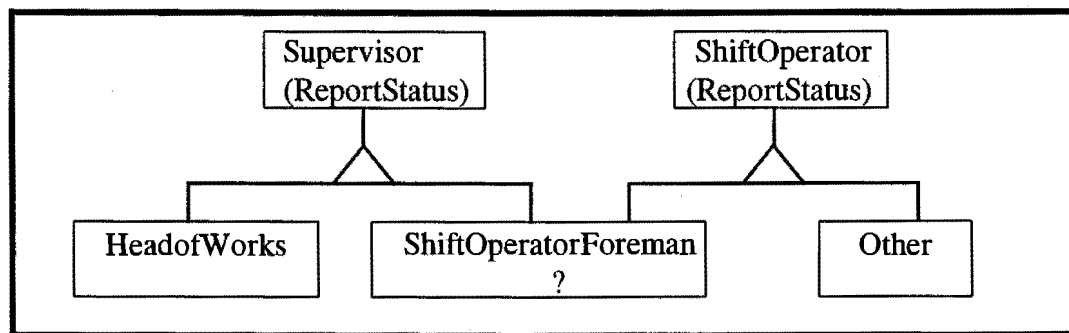 Supervisor
(ReportStatus)
ShiftOperator
(ReportStatus)
HeadofWorks
ShiftOperatorForeman
?
Other